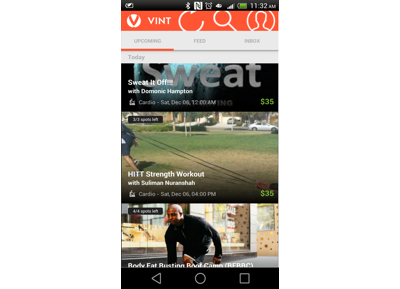 11:32 AM
VINT
UPCOMING FEED INBOX
Today
Sweat
Sweat It Off!!!
with Domonic Hampton
Cardio - Sat, Dec 06, 12:00 AM $35
3/3 spots left
HITT Strength Workout
with Suliman Nuranshah
Cardio - Sat, Dec 06, 04:00 PM $35
4/4 spots left
Body Fat Busting Boot Camp (BFBBC)